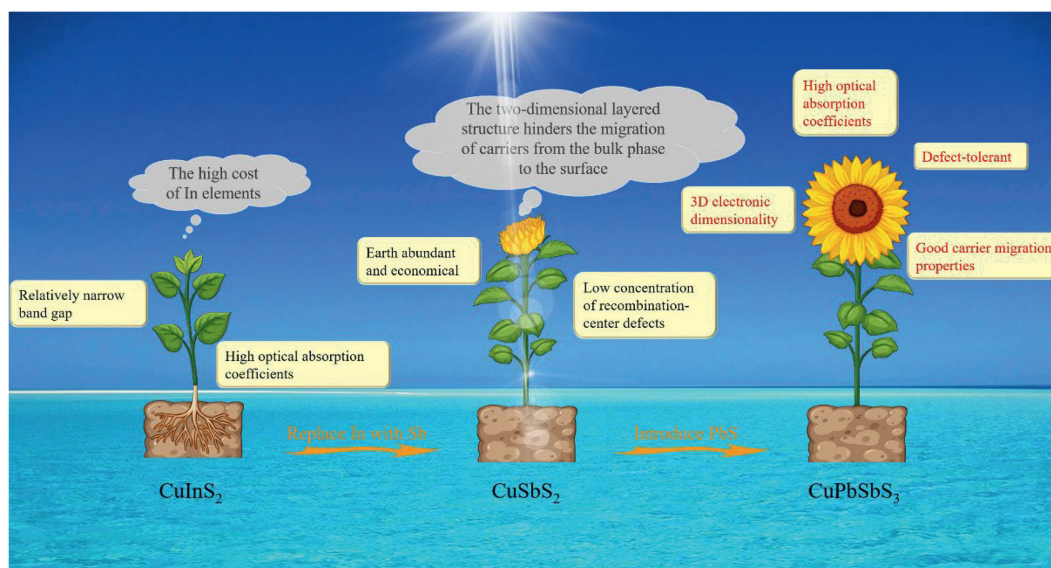 The high cost
of In elements
Relatively narrow
band gap
High optical absorption
coefficients
CuInS₂
Replace In with Sb
The two-dimensional layered
structure hinders the migration
of carriers from the bulk phase
to the surface
Earth abundant
and economical
Low concentration
of recombination-
center defects
CuSbS₂
Introduce PbS
High optical
absorption
coefficients
Defect-tolerant
3D electronic
dimensionality
Good carrier migration
properties
CuPbSbS₃